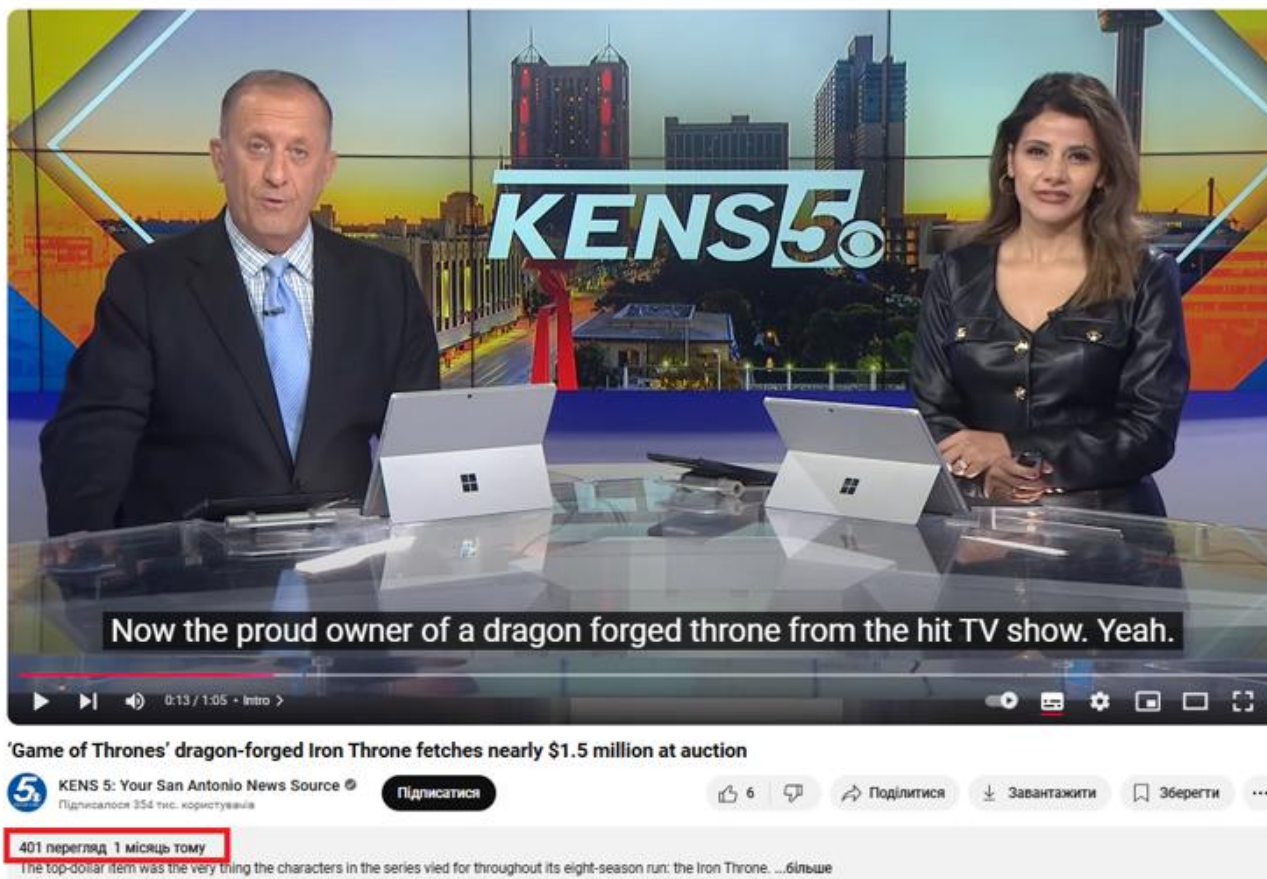 KENS 5
Now the proud owner of a dragon forged throne from the hit TV show. Yeah.
0:13 / 1:05 • Intro >
'Game of Thrones' dragon-forged Iron Throne fetches nearly $1.5 million at auction
5
KENS 5: Your San Antonio News Source
Підписалося 354 тис. користувачів
Підписатися
6
Поділитися
Завантажити
Зберегти
...
401 перегляд 1 місяць тому
The top-dollar item was the very thing the characters in the series vied for throughout its eight-season run: the Iron Throne. ...більше